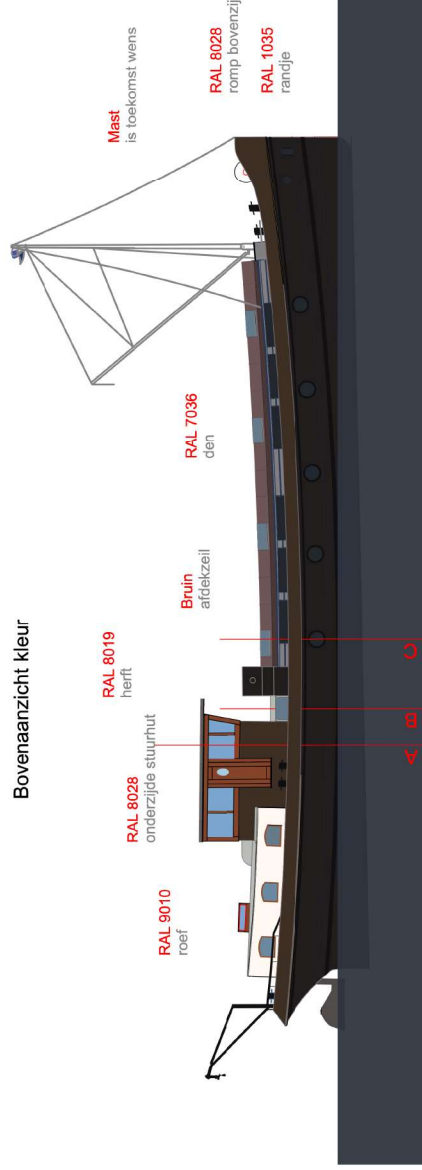 Bovenaanzicht kleur
RAL 9010
roef
RAL 8028
onderzijde stuurhut
RAL 8019
herft
Bruin
afdekzeil
RAL 7036
den
Mast
is toekomst wens
RAL 8028
romp bovenzij
RAL 1035
randje
A
B
C